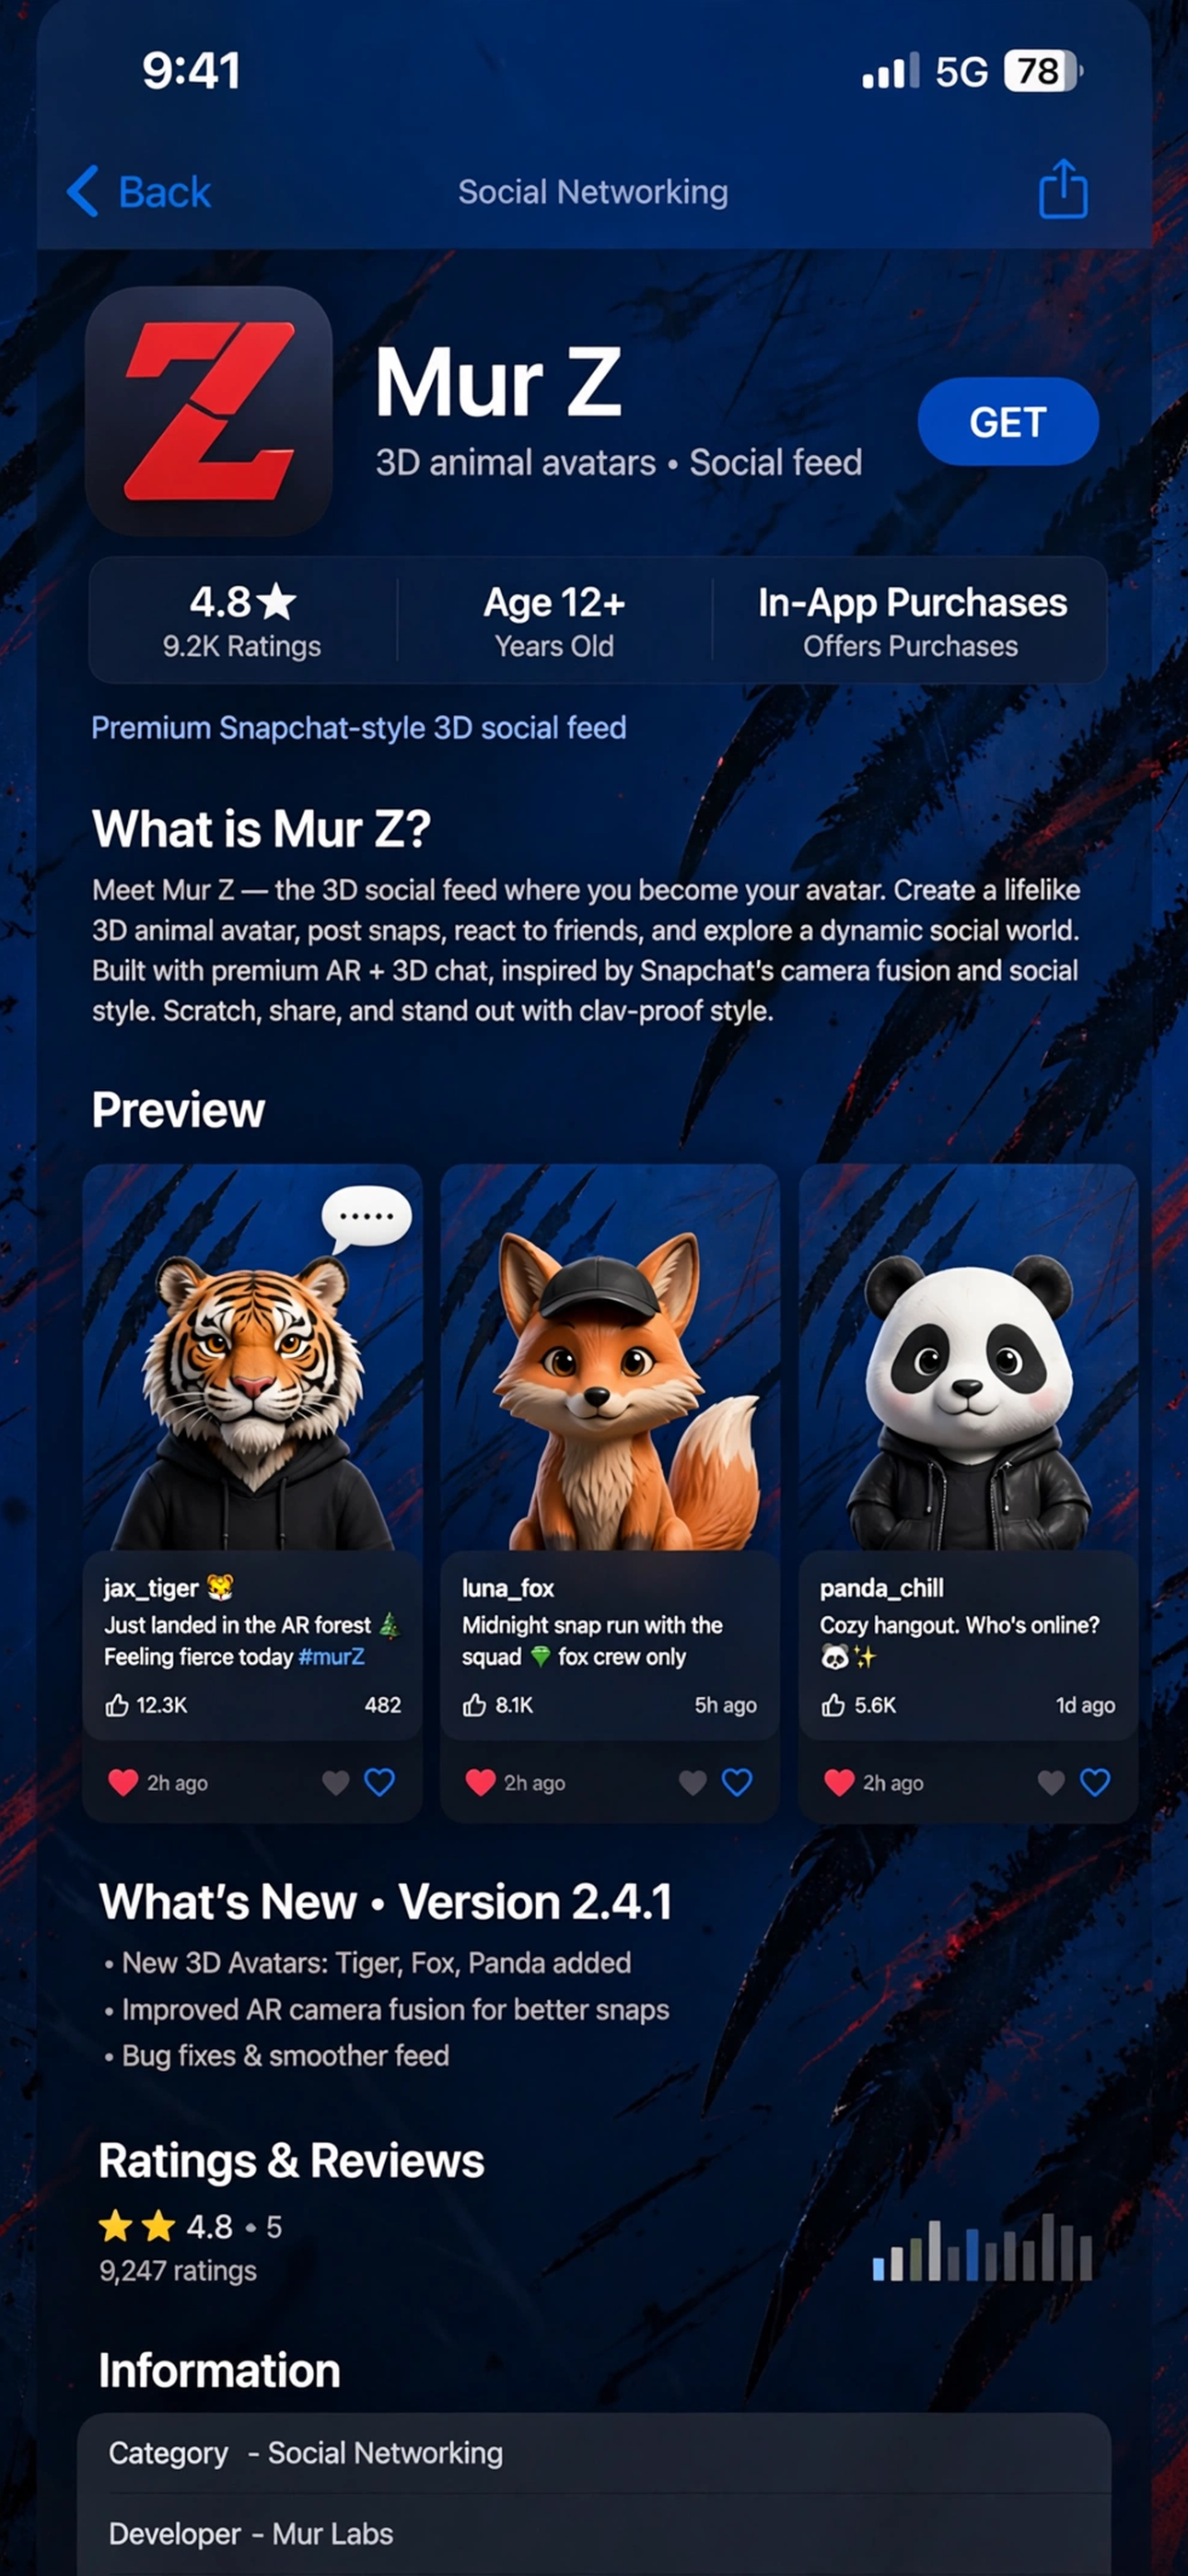 9:41
5G 78
Back
Social Networking
Z
Mur Z
3D animal avatars • Social feed
GET
4.8★
9.2K Ratings
Age 12+
Years Old
In-App Purchases
Offers Purchases
Premium Snapchat-style 3D social feed
What is Mur Z?
Meet Mur Z — the 3D social feed where you become your avatar. Create a lifelike
3D animal avatar, post snaps, react to friends, and explore a dynamic social world.
Built with premium AR + 3D chat, inspired by Snapchat's camera fusion and social
style. Scratch, share, and stand out with clav-proof style.
Preview
jax_tiger 🐯
Just landed in the AR forest 🌲
Feeling fierce today #murZ
12.3K 482
2h ago
luna_fox
Midnight snap run with the
squad 💎 fox crew only
8.1K 5h ago
2h ago
panda_chill
Cozy hangout. Who's online?
🐼✨
5.6K 1d ago
2h ago
What's New • Version 2.4.1
• New 3D Avatars: Tiger, Fox, Panda added
• Improved AR camera fusion for better snaps
• Bug fixes & smoother feed
Ratings & Reviews
⭐⭐ 4.8 • 5
9,247 ratings
Information
Category - Social Networking
Developer - Mur Labs